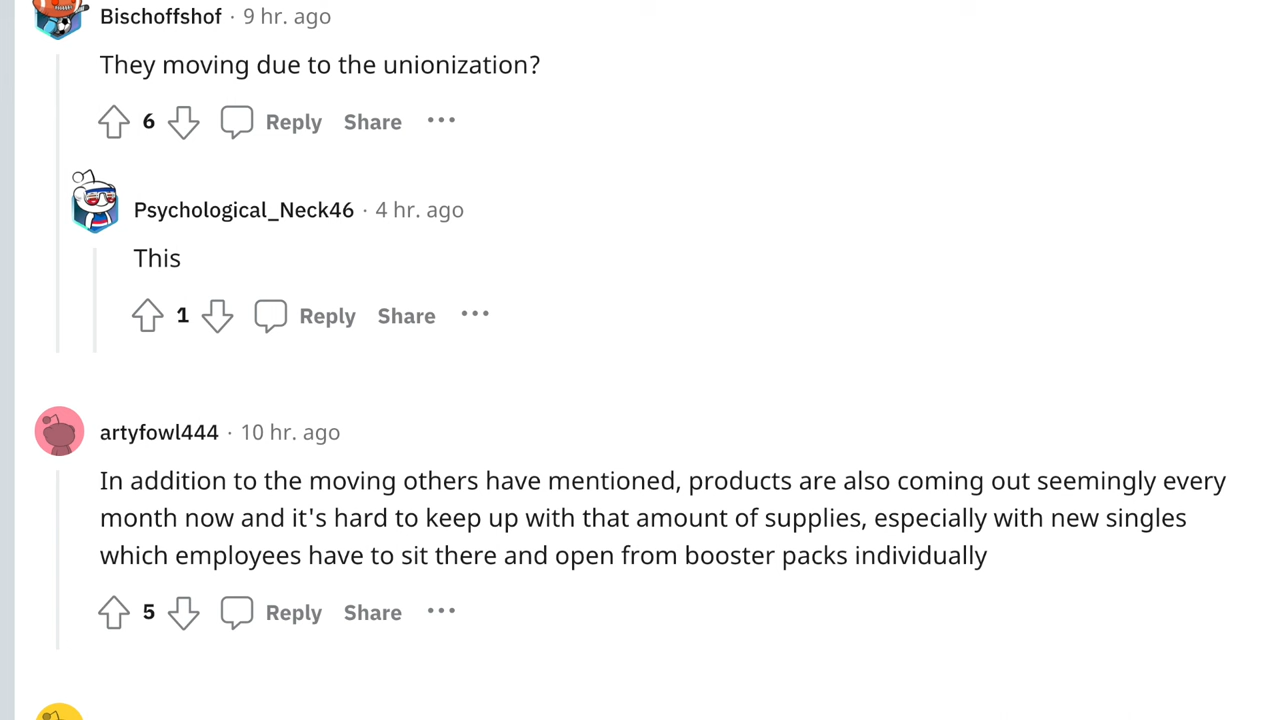 Bischoffshof · 9 hr. ago
They moving due to the unionization?
6 Reply Share ···
Psychological_Neck46 · 4 hr. ago
This
1 Reply Share ···
artyfowl444 · 10 hr. ago
In addition to the moving others have mentioned, products are also coming out seemingly every
month now and it's hard to keep up with that amount of supplies, especially with new singles
which employees have to sit there and open from booster packs individually
5 Reply Share ···